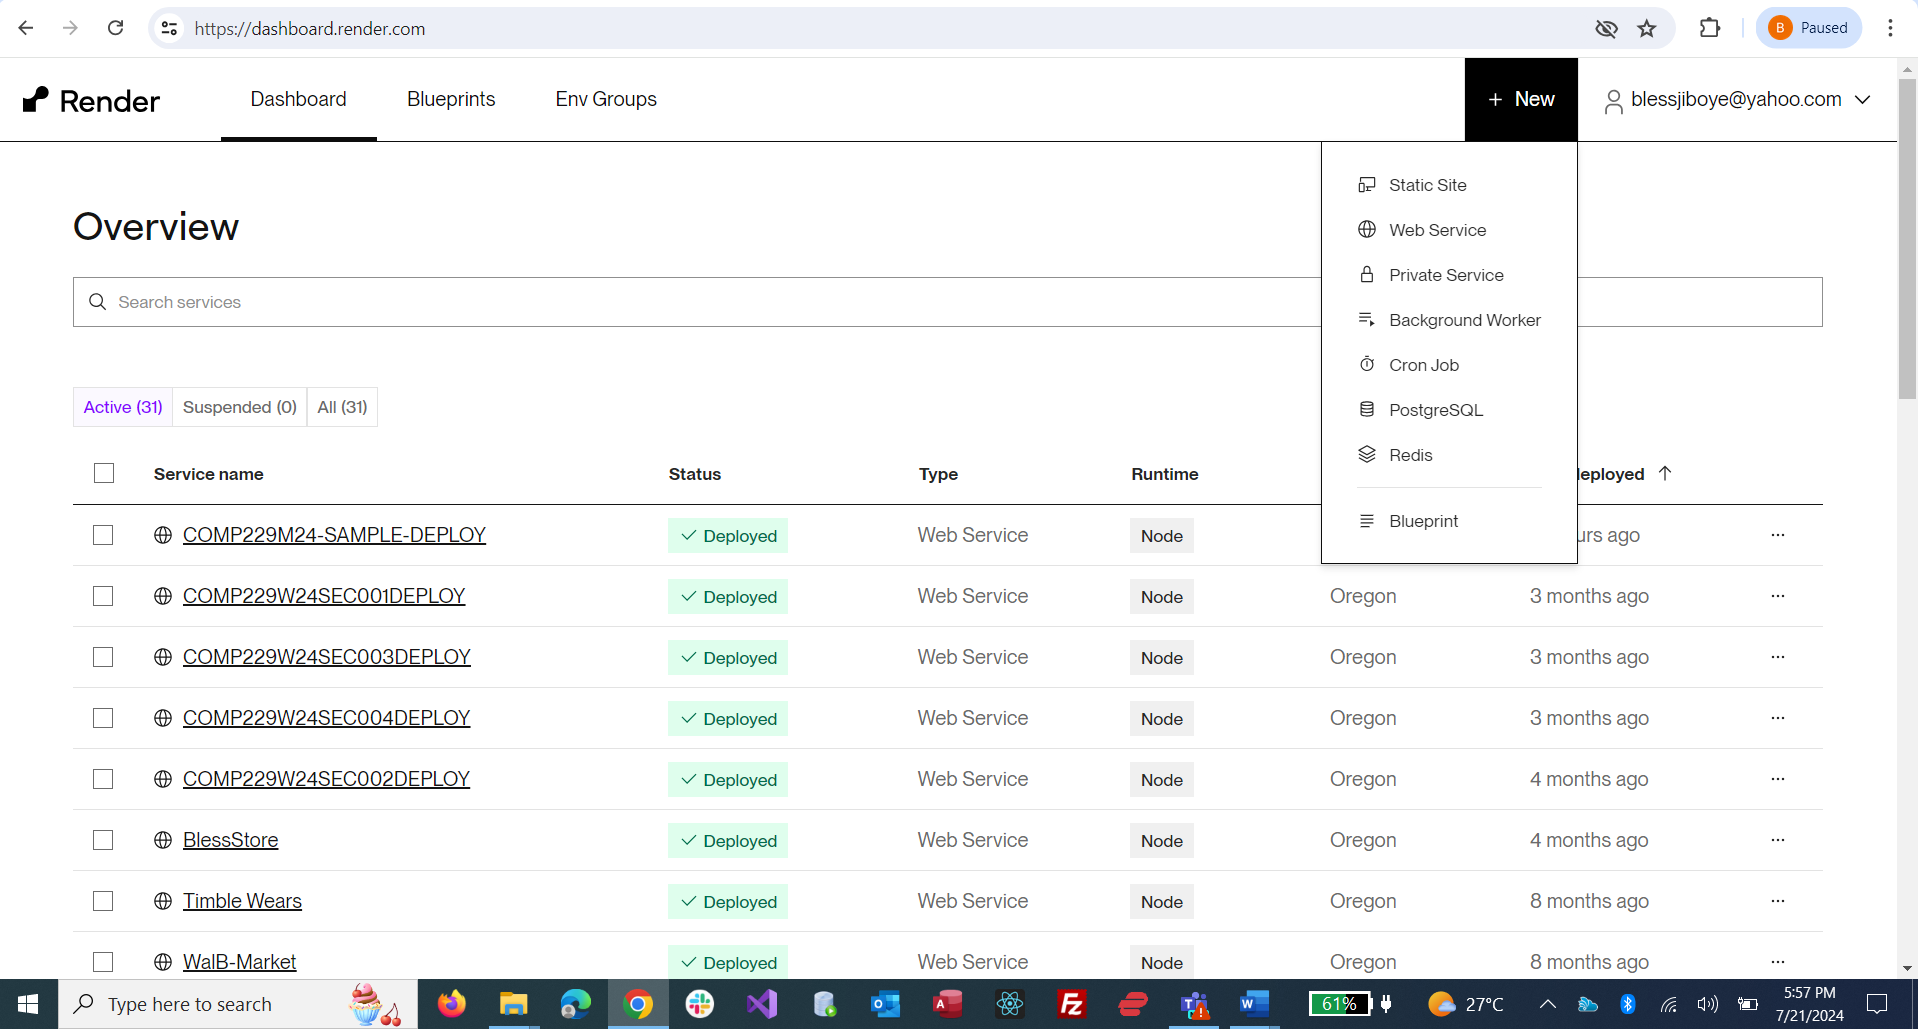 https://dashboard.render.com
B Paused
Render Dashboard Blueprints Env Groups + New blessjiboye@yahoo.com
Static Site
Web Service
Private Service
Background Worker
Cron Job
PostgreSQL
Redis
Blueprint
Overview
Search services
Active (31) Suspended (0) All (31)
Service name Status Type Runtime deployed
COMP229M24-SAMPLE-DEPLOY Deployed Web Service Node urs ago
COMP229W24SEC001DEPLOY Deployed Web Service Node Oregon 3 months ago
COMP229W24SEC003DEPLOY Deployed Web Service Node Oregon 3 months ago
COMP229W24SEC004DEPLOY Deployed Web Service Node Oregon 3 months ago
COMP229W24SEC002DEPLOY Deployed Web Service Node Oregon 4 months ago
BlessStore Deployed Web Service Node Oregon 4 months ago
Timble Wears Deployed Web Service Node Oregon 8 months ago
WalB-Market Deployed Web Service Node Oregon 8 months ago
Type here to search 61% 27°C 5:57 PM
7/21/2024